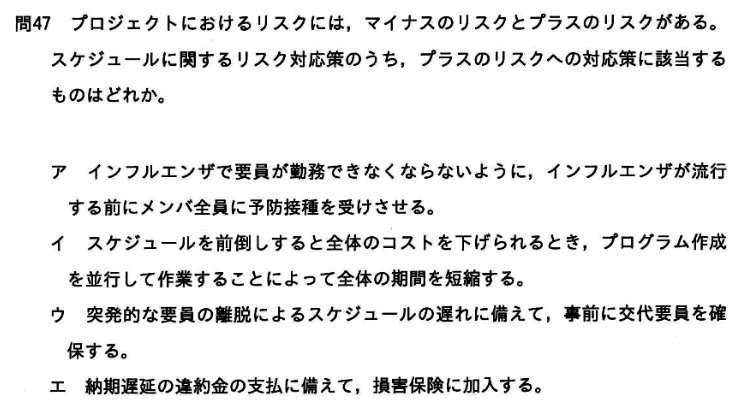 問47　プロジェクトにおけるリスクには，マイナスのリスクとプラスのリスクがある。
スケジュールに関するリスク対応策のうち，プラスのリスクへの対応策に該当する
ものはどれか。
ア　インフルエンザで要員が勤務できなくならないように，インフルエンザが流行
する前にメンバ全員に予防接種を受けさせる。
イ　スケジュールを前倒しすると全体のコストを下げられるとき，プログラム作成
を並行して作業することによって全体の期間を短縮する。
ウ　突発的な要員の離脱によるスケジュールの遅れに備えて，事前に交代要員を確
保する。
エ　納期遅延の違約金の支払に備えて，損害保険に加入する。